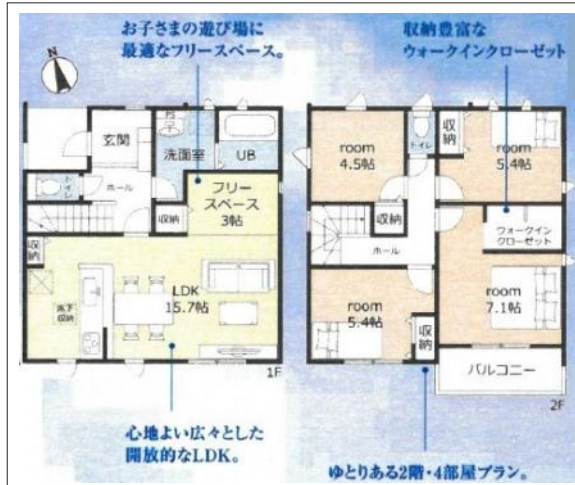 お子さまの遊び場に
最適なフリースペース。
収納豊富な
ウォークインクローゼット
N
玄関
洗面室
UB
トイレ
ホール
フリー
スペース
3帖
収納
収納
床下
収納
LDK
15.7帖
1F
room
4.5帖
トイレ
収納
room
5.4帖
収納
ホール
ウォークイン
クローゼット
room
5.4帖
収納
room
7.1帖
バルコニー
2F
心地よい広々とした
開放的なLDK。
ゆとりある2階・4部屋プラン。